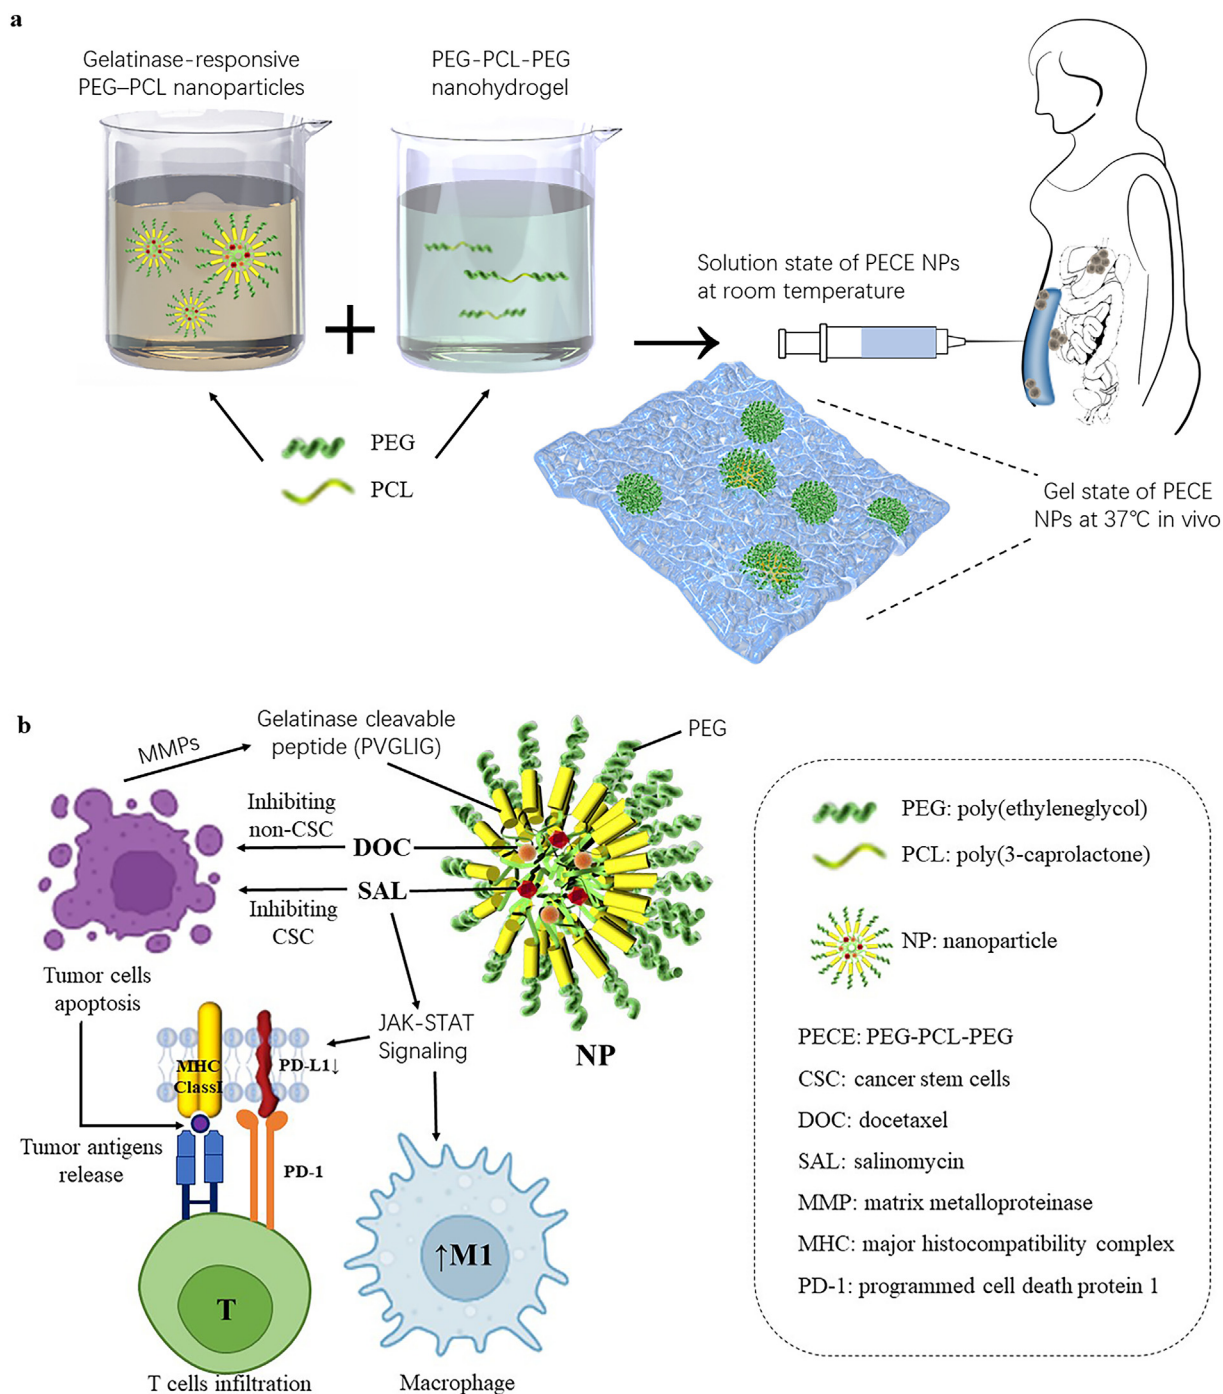 a
Gelatinase-responsive
PEG–PCL nanoparticles
PEG-PCL-PEG
nanohydrogel
Solution state of PECE NPs
at room temperature
PEG
PCL
Gel state of PECE
NPs at 37℃ in vivo
b
MMPs
Gelatinase cleavable
peptide (PVGLIG)
PEG
Inhibiting
non-CSC
DOC
SAL
Inhibiting
CSC
Tumor cells
apoptosis
JAK-STAT
Signaling
NP
MHC
ClassI
PD-L1↓
Tumor antigens
release
PD-1
↑M1
T
T cells infiltration
Macrophage
PEG: poly(ethyleneglycol)
PCL: poly(3-caprolactone)
NP: nanoparticle
PECE: PEG-PCL-PEG
CSC: cancer stem cells
DOC: docetaxel
SAL: salinomycin
MMP: matrix metalloproteinase
MHC: major histocompatibility complex
PD-1: programmed cell death protein 1